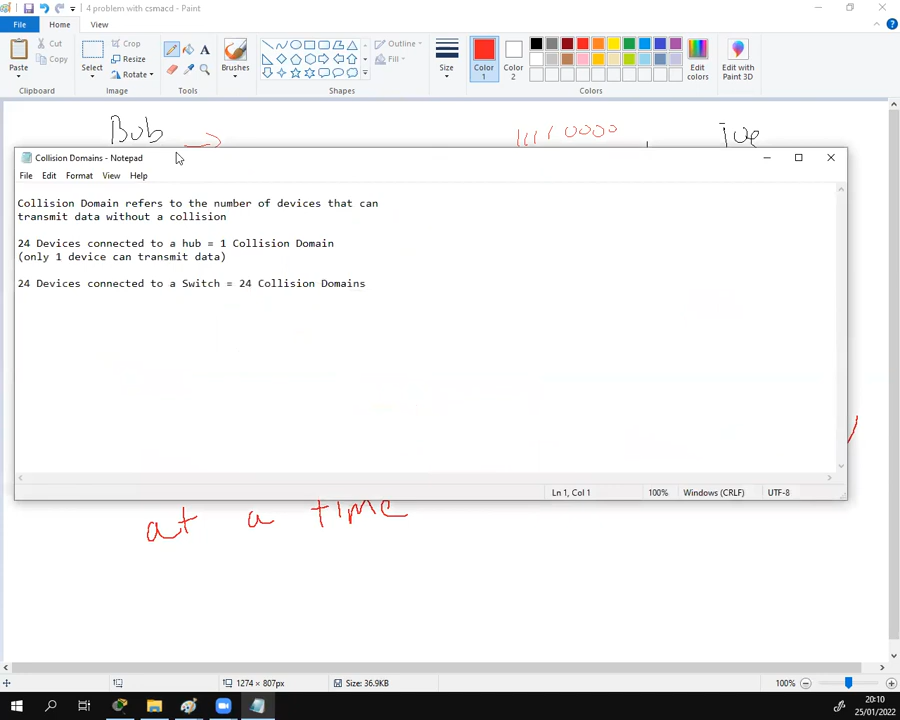 4 problem with csmacd - Paint
File Home View
Paste Cut Copy
Clipboard
Select Crop Resize Rotate
Image
Tools
Brushes
Shapes
Outline
Fill
Size
Color 1
Color 2
Edit colors
Colors
Edit with Paint 3D
Bob
11110000
Collision Domains - Notepad
File Edit Format View Help
Collision Domain refers to the number of devices that can
transmit data without a collision
24 Devices connected to a hub = 1 Collision Domain
(only 1 device can transmit data)
24 Devices connected to a Switch = 24 Collision Domains
Ln 1, Col 1 100% Windows (CRLF) UTF-8
at a time
1274 × 807px Size: 36.9KB 100%
20:10
25/01/2022